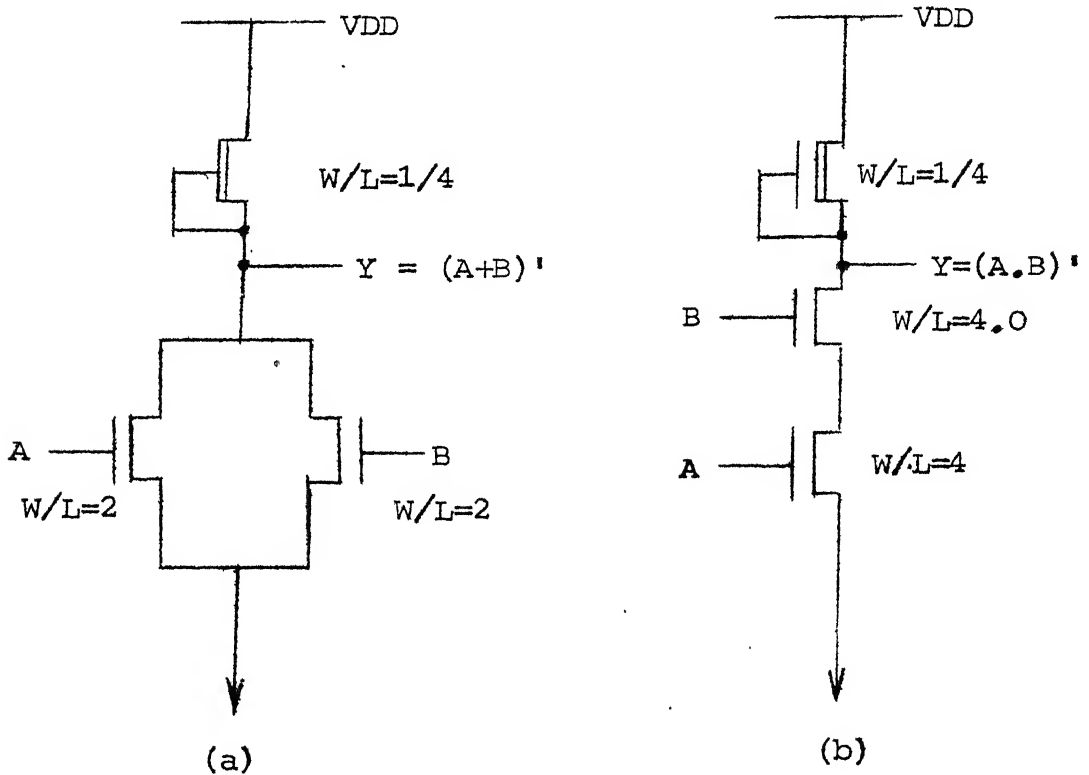 VDD
W/L=1/4
Y = (A+B)'
A
W/L=2
B
W/L=2
(a)
VDD
W/L=1/4
Y=(A.B)'
B
W/L=4.0
A
W/L=4
(b)